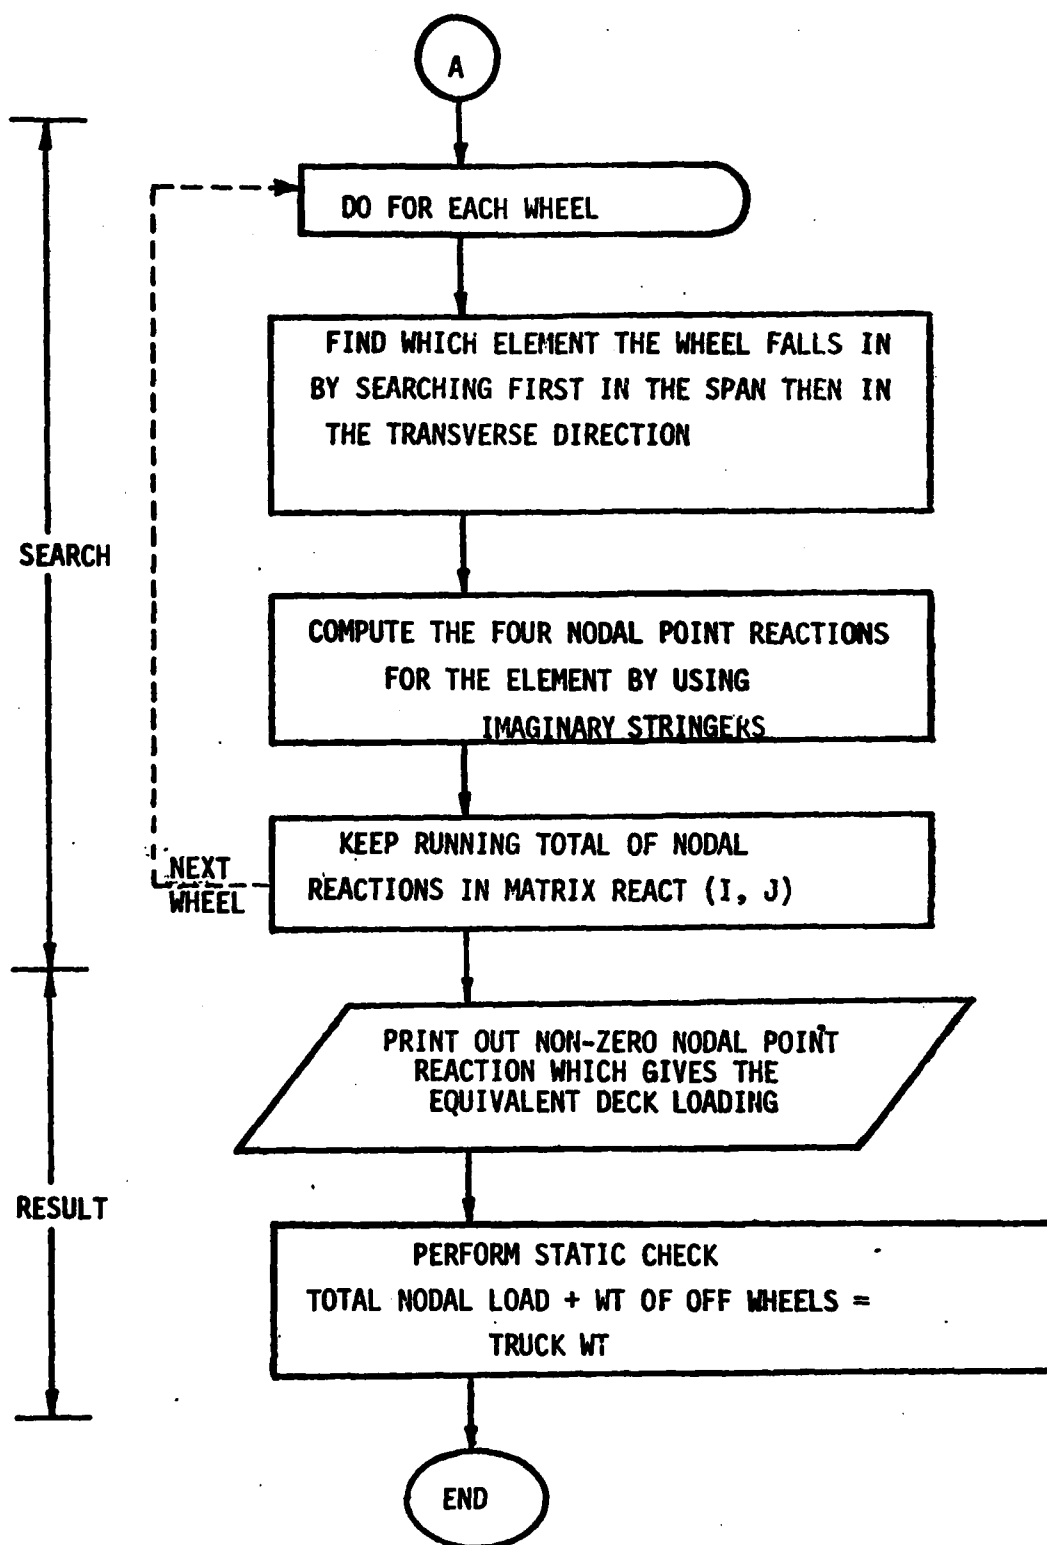 A
DO FOR EACH WHEEL
FIND WHICH ELEMENT THE WHEEL FALLS IN
BY SEARCHING FIRST IN THE SPAN THEN IN
THE TRANSVERSE DIRECTION
SEARCH
COMPUTE THE FOUR NODAL POINT REACTIONS
FOR THE ELEMENT BY USING
IMAGINARY STRINGERS
KEEP RUNNING TOTAL OF NODAL
REACTIONS IN MATRIX REACT (I, J)
NEXT
WHEEL
PRINT OUT NON-ZERO NODAL POINT
REACTION WHICH GIVES THE
EQUIVALENT DECK LOADING
RESULT
PERFORM STATIC CHECK
TOTAL NODAL LOAD + WT OF OFF WHEELS =
TRUCK WT
END